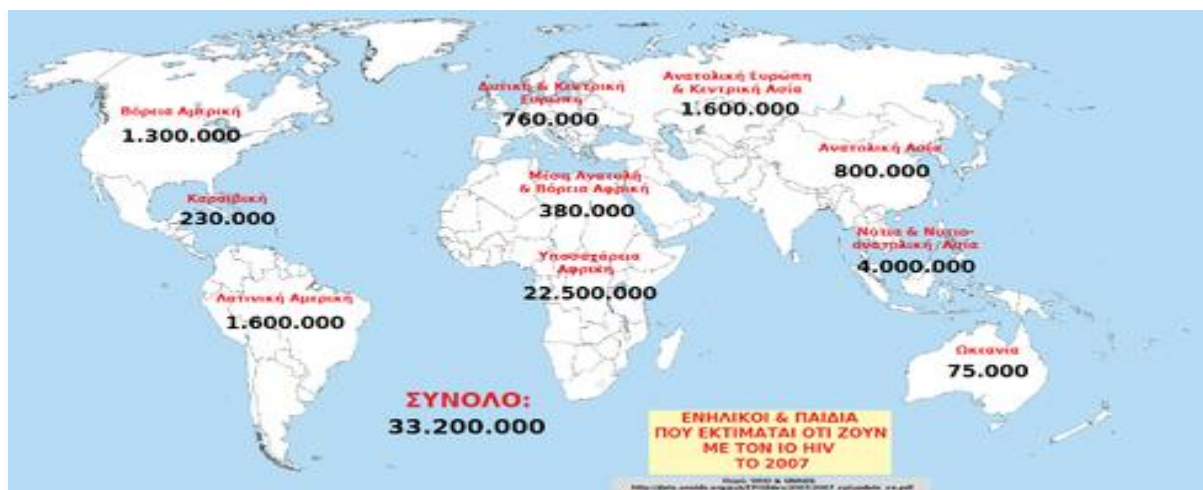 Βόρεια Αμερική
1.300.000
Δυτική & Κεντρική
Ευρώπη
760.000
Ανατολική Ευρώπη
& Κεντρική Ασία
1.600.000
Ανατολική Ασία
800.000
Καραϊβική
230.000
Μέση Ανατολή
& Βόρεια Αφρική
380.000
Νότια & Νοτιο-
ανατολική Ασία
4.000.000
Υποσαχάρεια
Αφρική
22.500.000
Λατινική Αμερική
1.600.000
Ωκεανία
75.000
ΣΥΝΟΛΟ:
33.200.000
ΕΝΗΛΙΚΟΙ & ΠΑΙΔΙΑ
ΠΟΥ ΕΚΤΙΜΑΤΑΙ ΟΤΙ ΖΟΥΝ
ΜΕ ΤΟΝ ΙΟ HIV
ΤΟ 2007